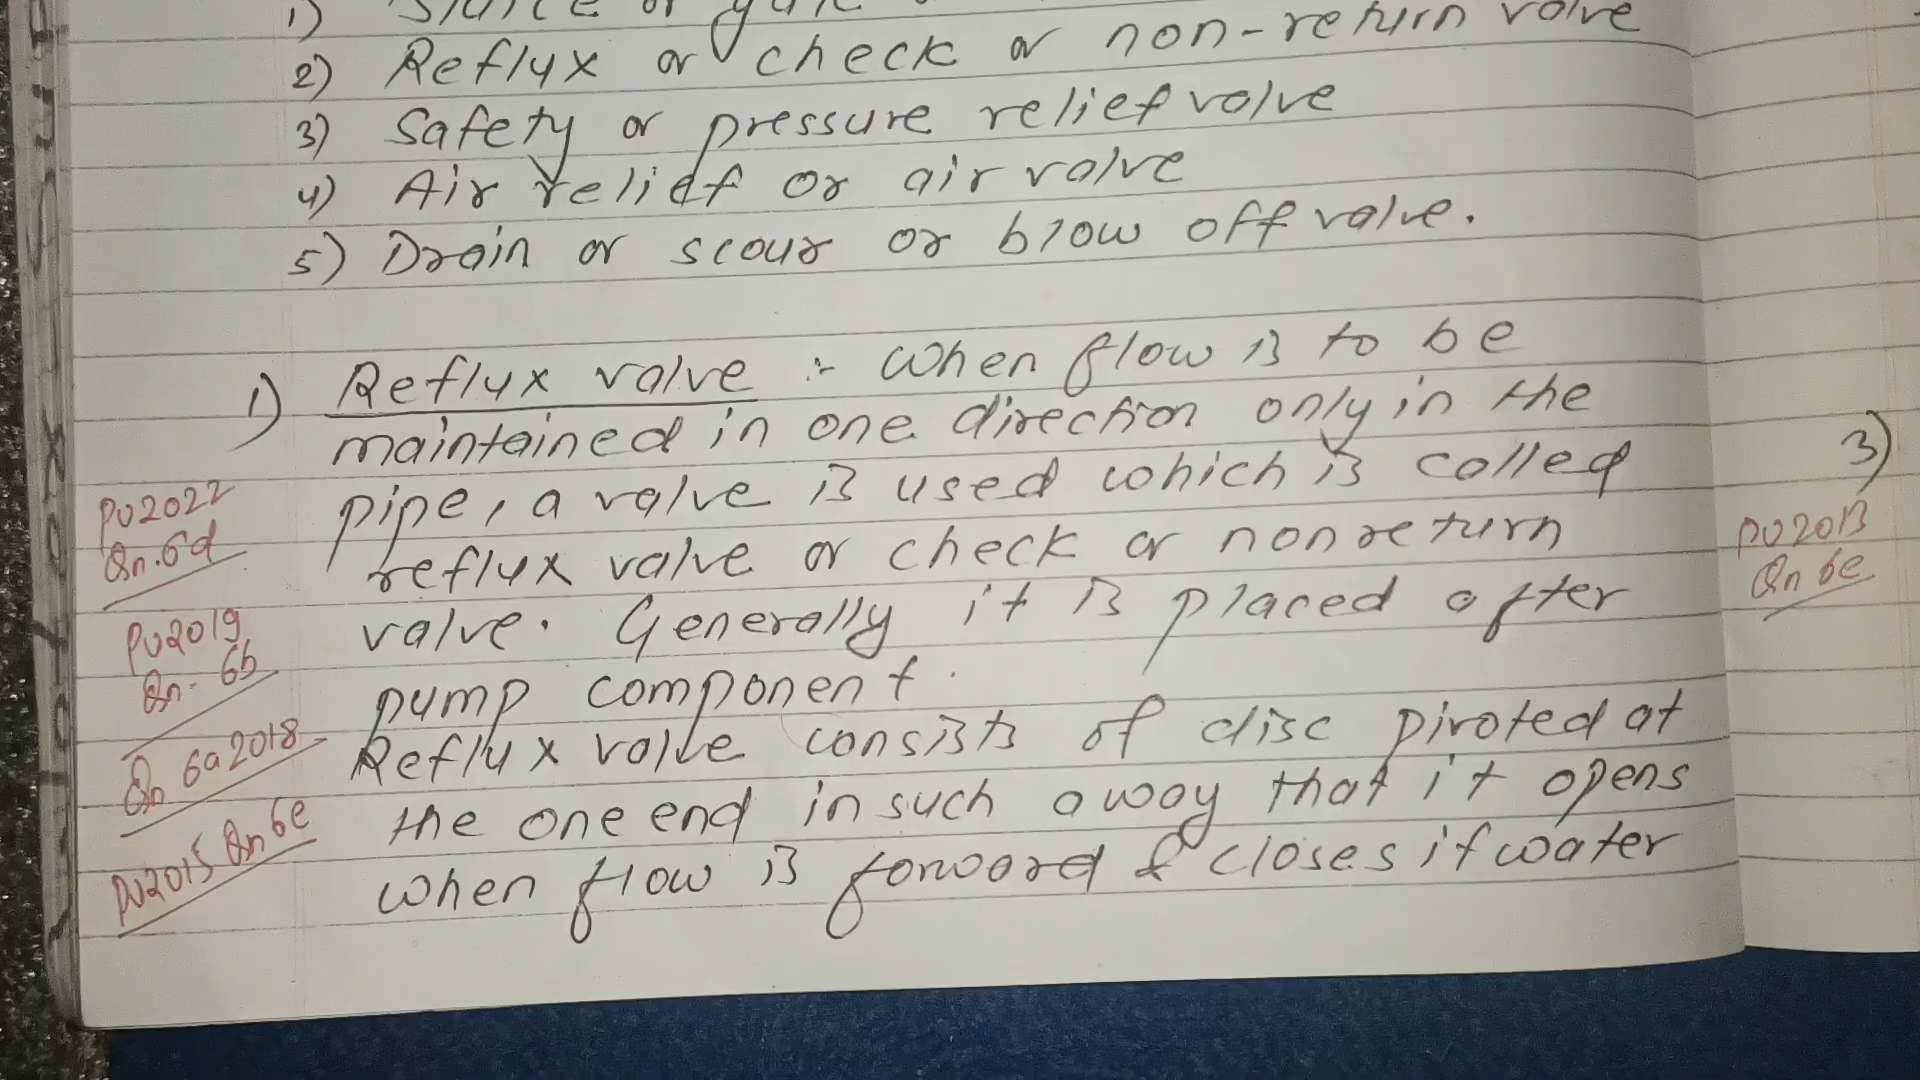 1) Sluice or gate
2) Reflux or check or non-return valve
3) Safety or pressure relief valve
4) Air relief or air valve
5) Drain or scour or blow off valve.
1) Reflux valve :- When flow is to be
maintained in one direction only in the
pipe, a valve is used which is called
reflux valve or check or non return
valve. Generally it is placed after
pump component.
Reflux valve consists of disc pivoted at
the one end in such a way that it opens
when flow is forward & closes if water
PU2022
Qn.6d
PU2019
Qn. 6b
Qn 6a 2018
PU2015 Qn 6e
3)
PU2013
Qn 6e